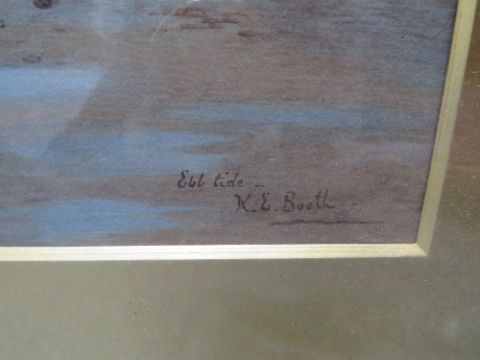 Ebb tide -
K. E. Booth